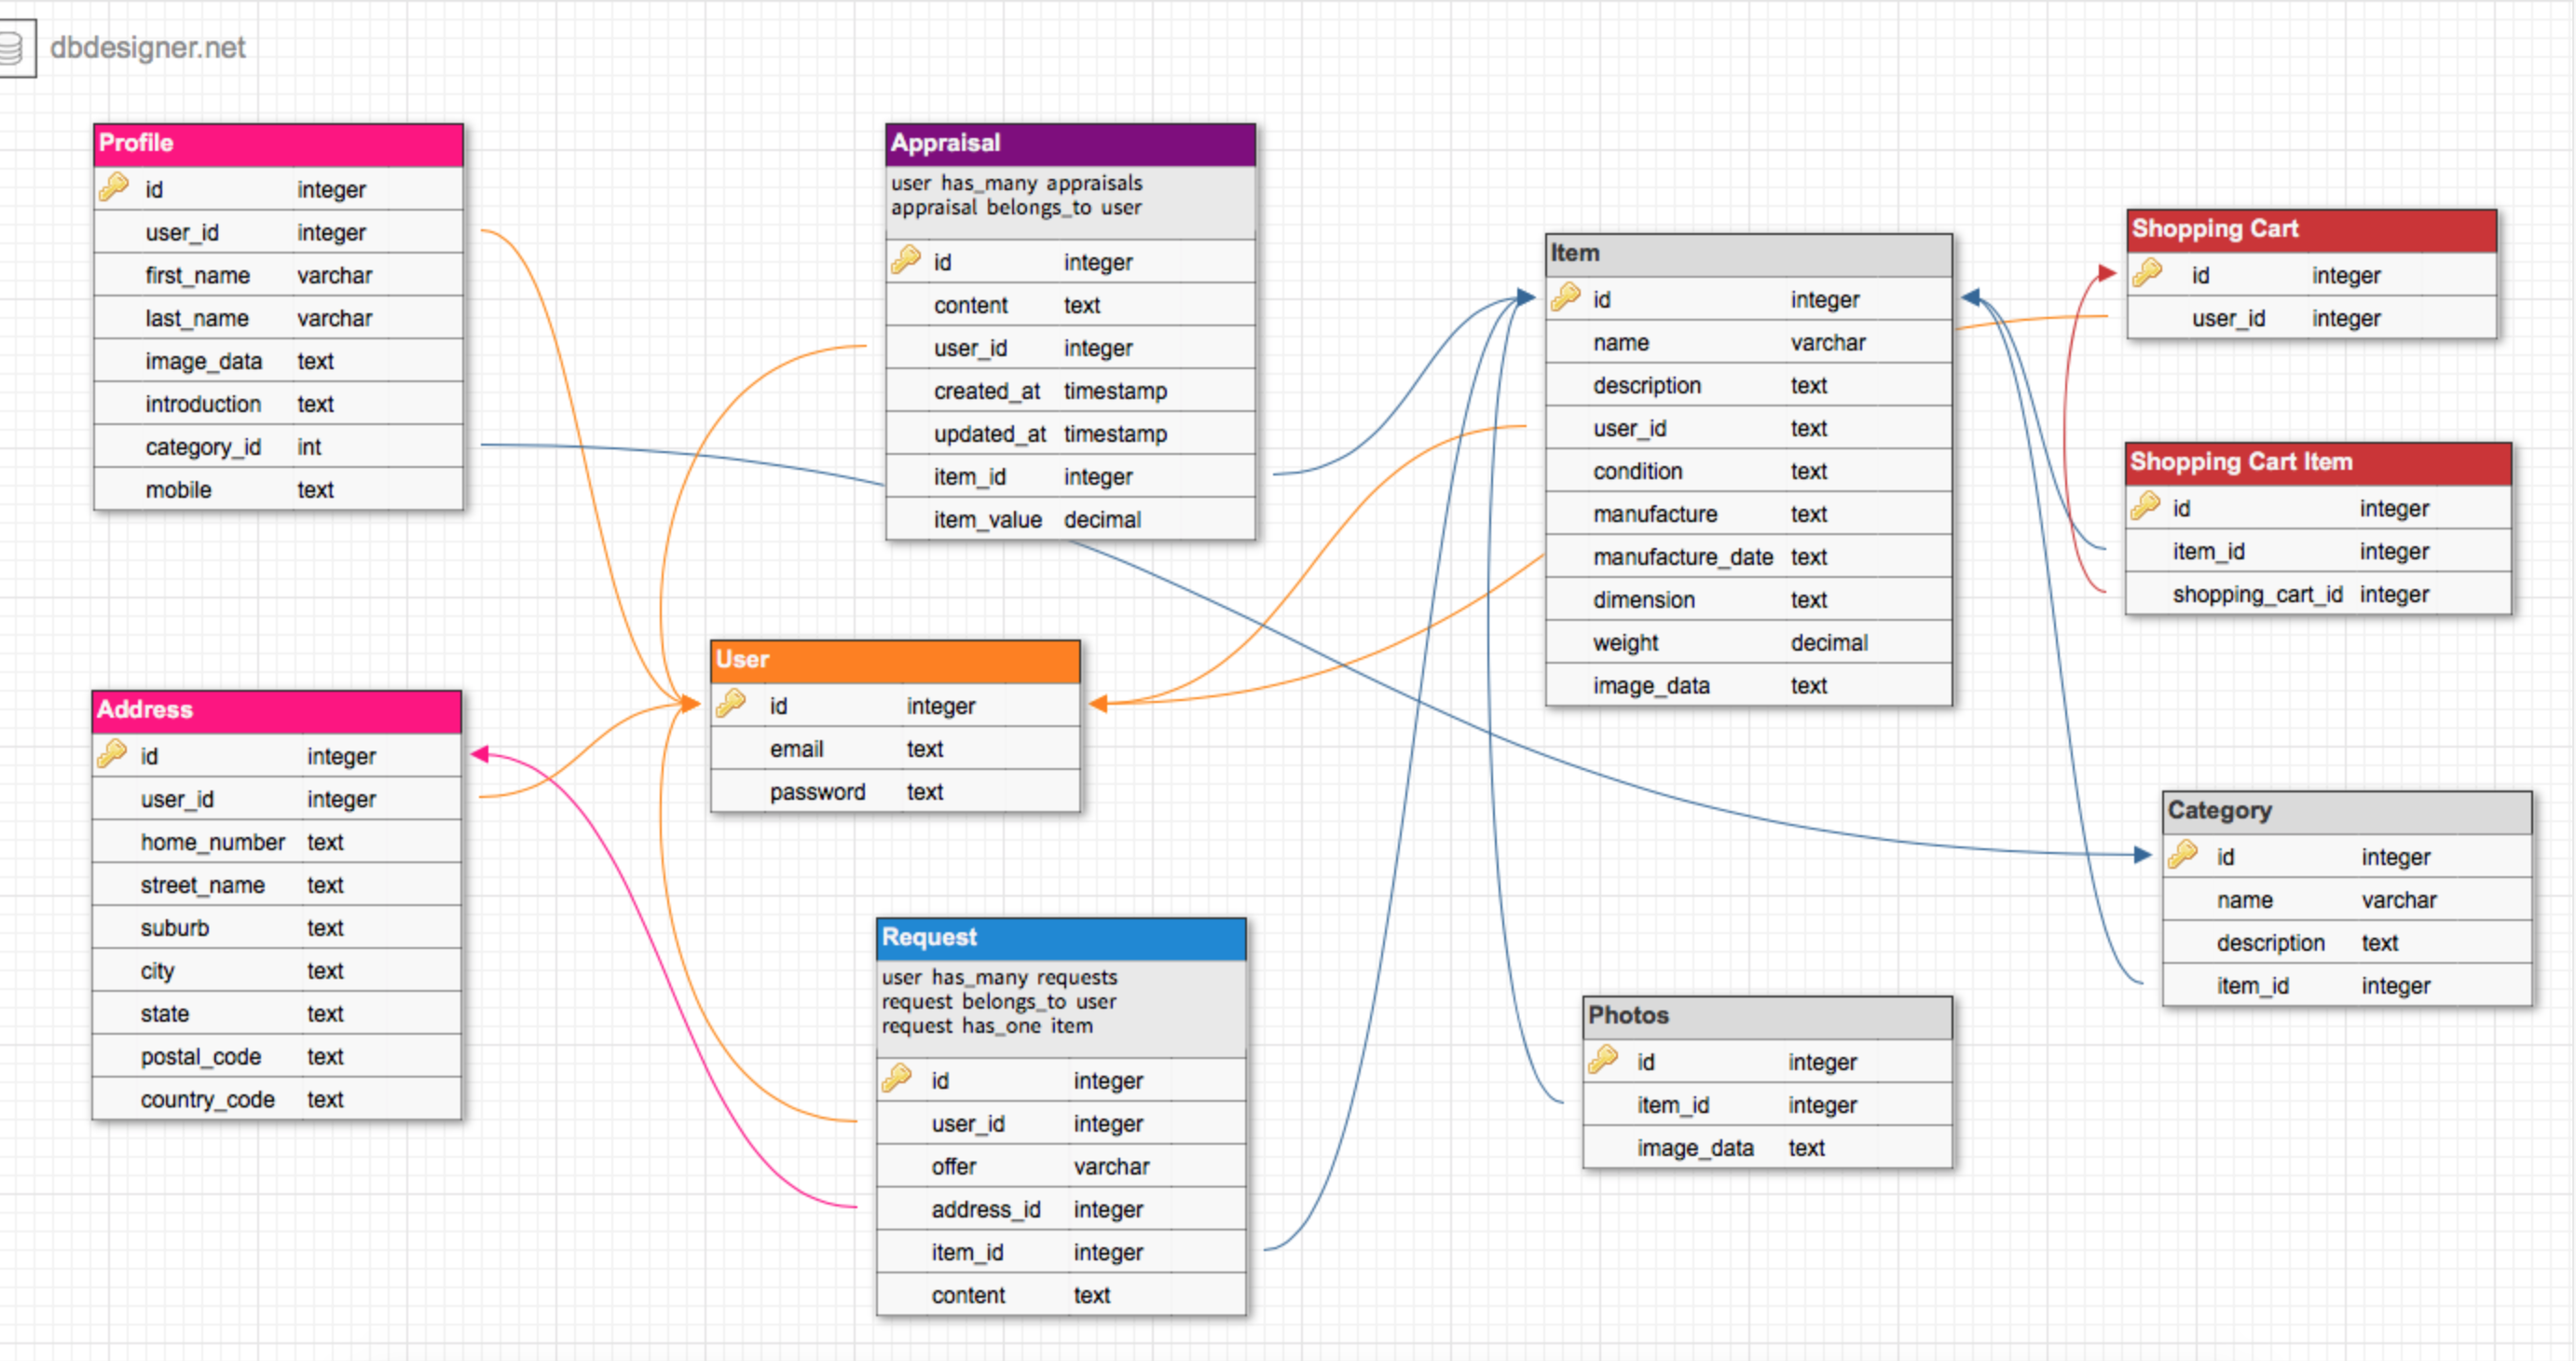 dbdesigner.net
Profile
id integer
user_id integer
first_name varchar
last_name varchar
image_data text
introduction text
category_id int
mobile text
Address
id integer
user_id integer
home_number text
street_name text
suburb text
city text
state text
postal_code text
country_code text
Appraisal
user has_many appraisals
appraisal belongs_to user
id integer
content text
user_id integer
created_at timestamp
updated_at timestamp
item_id integer
item_value decimal
User
id integer
email text
password text
Request
user has_many requests
request belongs_to user
request has_one item
id integer
user_id integer
offer varchar
address_id integer
item_id integer
content text
Item
id integer
name varchar
description text
user_id text
condition text
manufacture text
manufacture_date text
dimension text
weight decimal
image_data text
Photos
id integer
item_id integer
image_data text
Shopping Cart
id integer
user_id integer
Shopping Cart Item
id integer
item_id integer
shopping_cart_id integer
Category
id integer
name varchar
description text
item_id integer